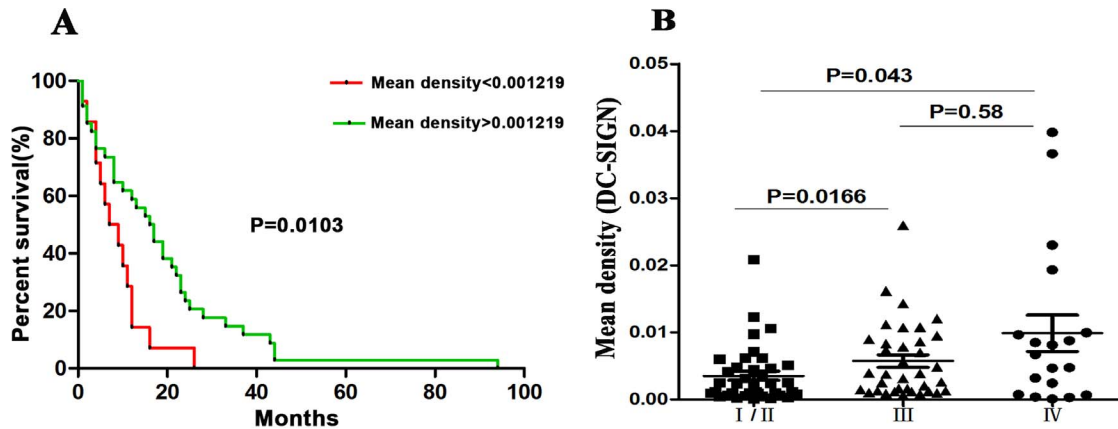 A
Percent survival(%)
100
80
60
40
20
0
Mean density<0.001219
Mean density>0.001219
P=0.0103
0 20 40 60 80 100
Months
B
Mean density (DC-SIGN)
0.05
0.04
0.03
0.02
0.01
0.00
P=0.043
P=0.58
P=0.0166
I / II III IV